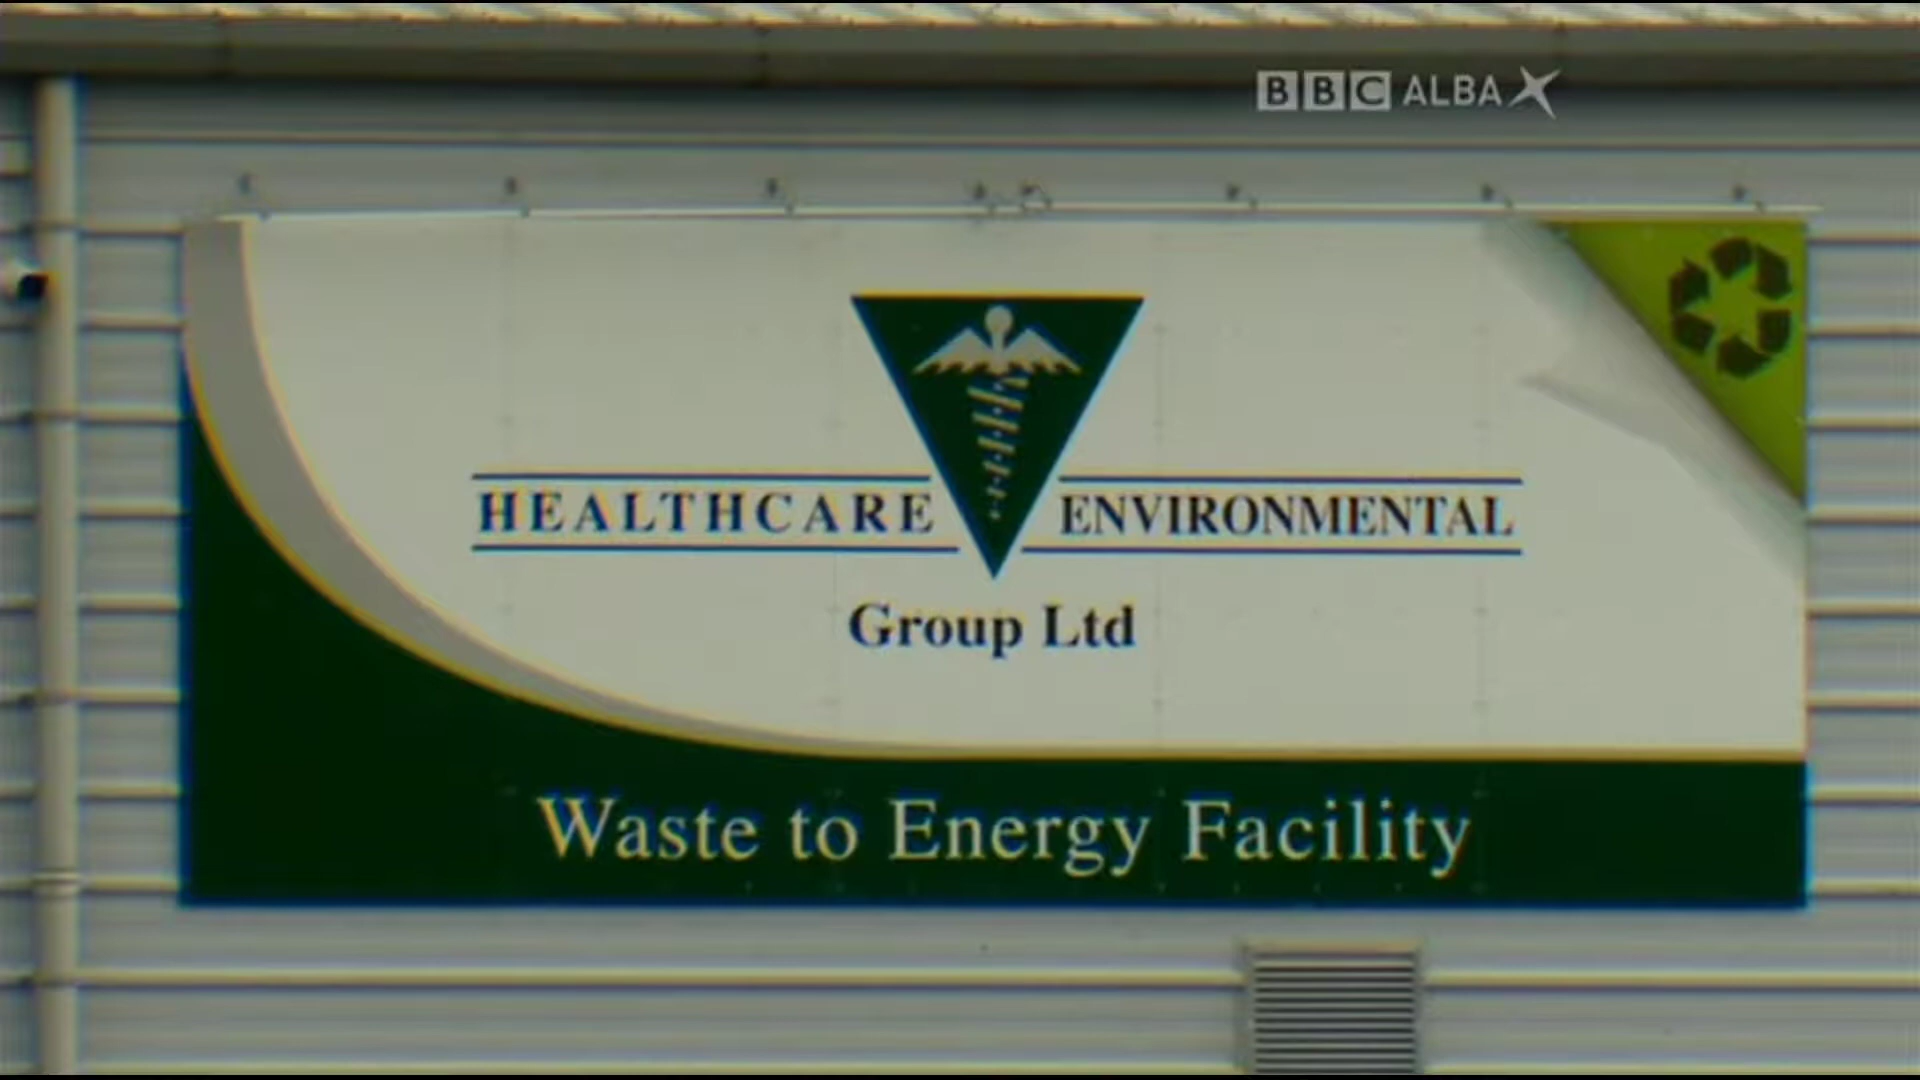 BBC ALBA
HEALTHCARE ENVIRONMENTAL
Group Ltd
Waste to Energy Facility